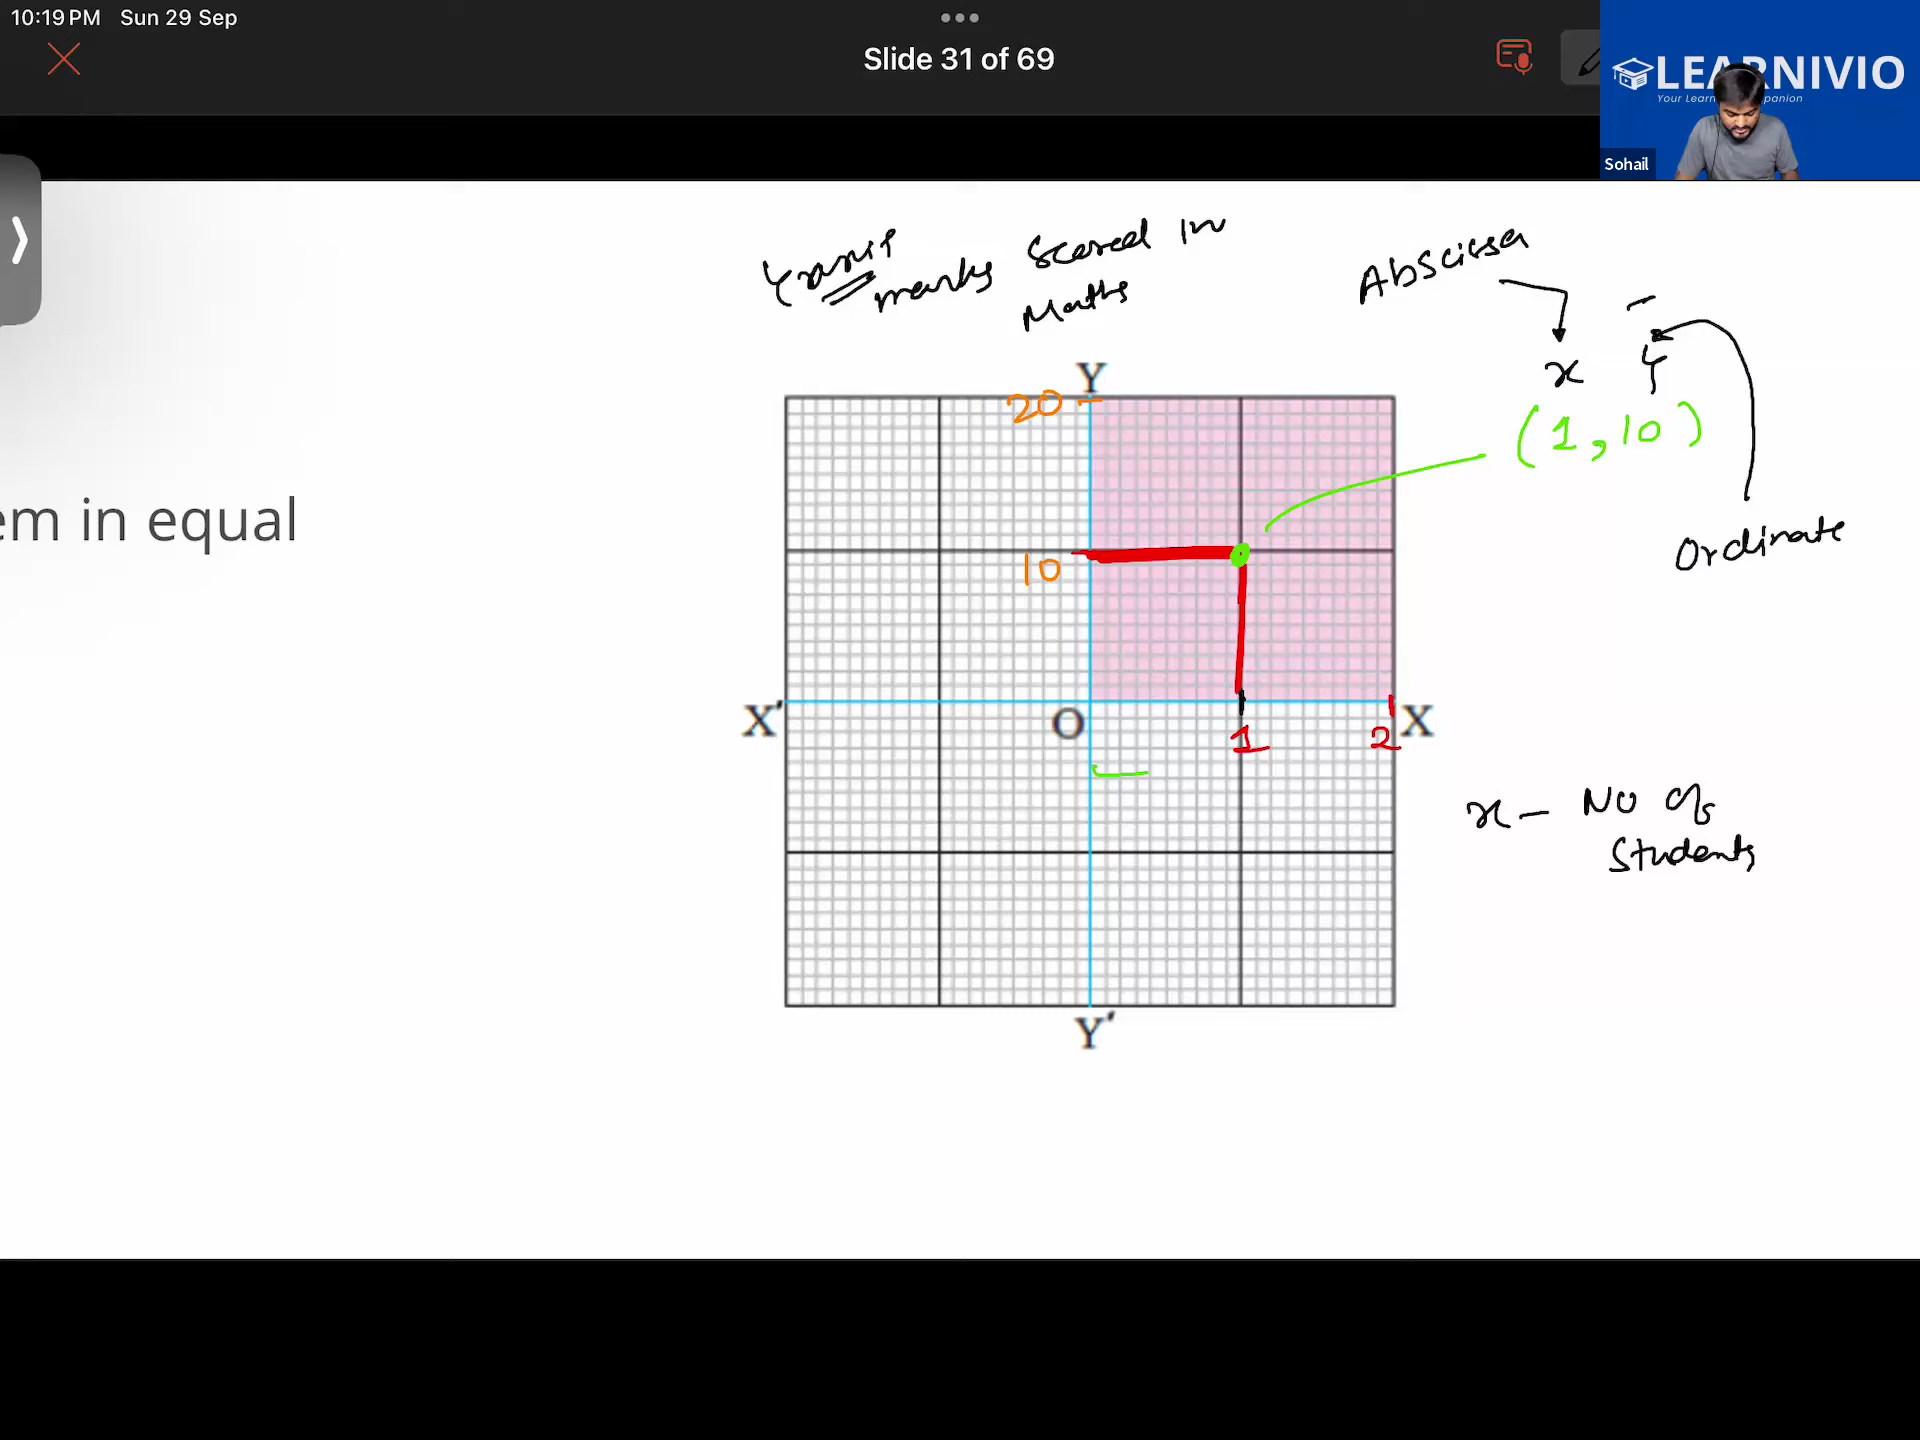 10:19 PM Sun 29 Sep
Slide 31 of 69
LEARNIVIO
Sohail
marks Scored in
Maths
Abscissa
x Y
(1, 10)
Ordinate
em in equal
Y
20
10
X' O 1 2 X
Y'
x - No of
Students